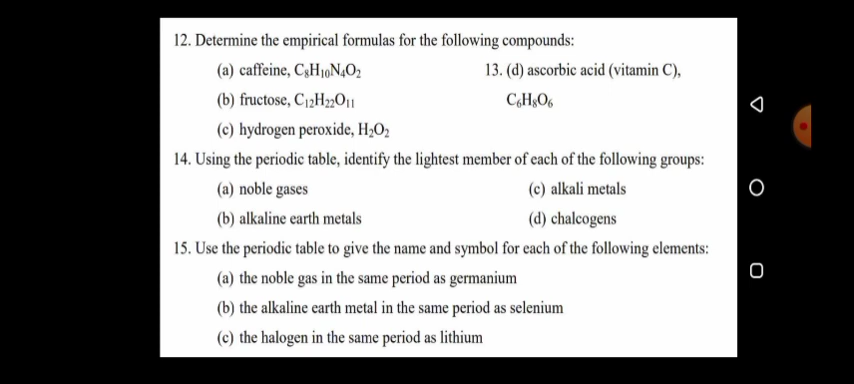 12. Determine the empirical formulas for the following compounds:
(a) caffeine, C₈H₁₀N₄O₂
13. (d) ascorbic acid (vitamin C),
(b) fructose, C₁₂H₂₂O₁₁
C₆H₈O₆
(c) hydrogen peroxide, H₂O₂
14. Using the periodic table, identify the lightest member of each of the following groups:
(a) noble gases
(c) alkali metals
(b) alkaline earth metals
(d) chalcogens
15. Use the periodic table to give the name and symbol for each of the following elements:
(a) the noble gas in the same period as germanium
(b) the alkaline earth metal in the same period as selenium
(c) the halogen in the same period as lithium